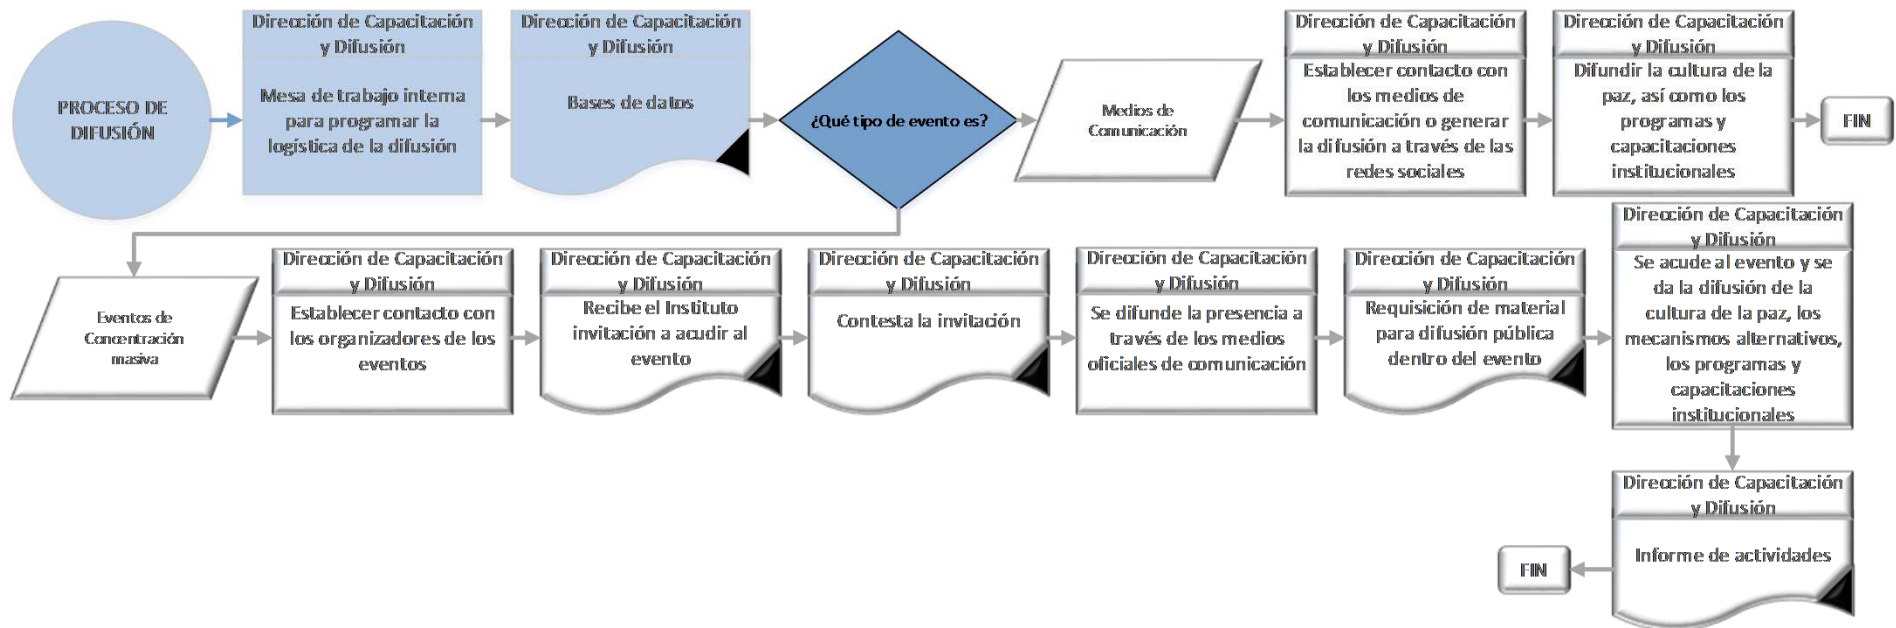 PROCESO DE
DIFUSIÓN
Dirección de Capacitación
y Difusión
Mesa de trabajo interna
para programar la
logística de la difusión
Dirección de Capacitación
y Difusión
Bases de datos
¿Qué tipo de evento es?
Medios de
Comunicación
Dirección de Capacitación
y Difusión
Establecer contacto con
los medios de
comunicación o generar
la difusión a través de las
redes sociales
Dirección de Capacitación
y Difusión
Difundir la cultura de la
paz, así como los
programas y
capacitaciones
institucionales
FIN
Eventos de
Concentración
masiva
Dirección de Capacitación
y Difusión
Establecer contacto con
los organizadores de los
eventos
Dirección de Capacitación
y Difusión
Recibe el Instituto
invitación a acudir al
evento
Dirección de Capacitación
y Difusión
Contesta la invitación
Dirección de Capacitación
y Difusión
Se difunde la presencia a
través de los medios
oficiales de comunicación
Dirección de Capacitación
y Difusión
Requisición de material
para difusión pública
dentro del evento
Dirección de Capacitación
y Difusión
Se acude al evento y se
da la difusión de la
cultura de la paz, los
mecanismos alternativos,
los programas y
capacitaciones
institucionales
Dirección de Capacitación
y Difusión
Informe de actividades
FIN